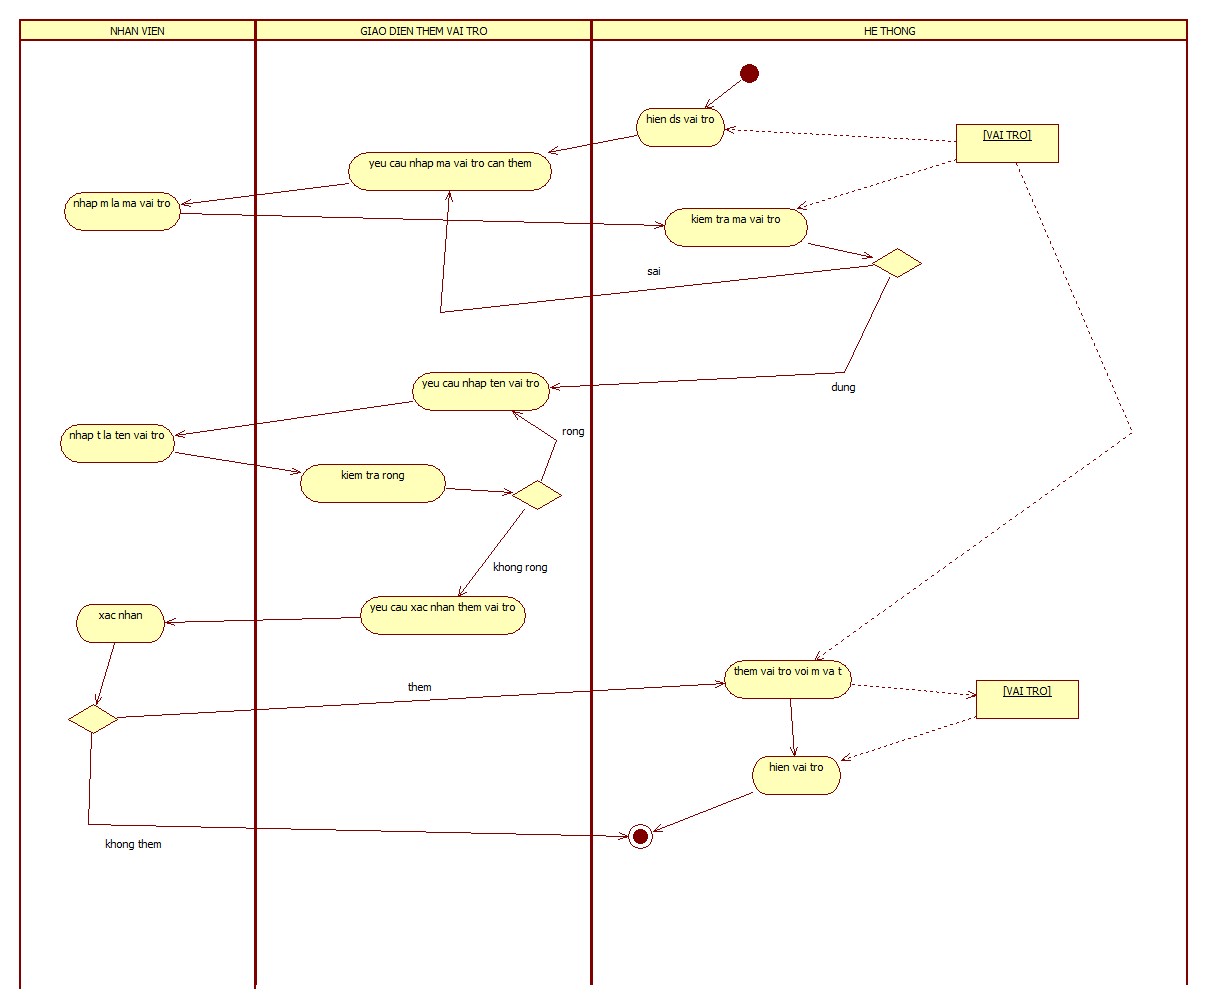 NHAN VIEN
GIAO DIEN THEM VAI TRO
HE THONG
hien ds vai tro
[VAI TRO]
yeu cau nhap ma vai tro can them
nhap m la ma vai tro
kiem tra ma vai tro
sai
yeu cau nhap ten vai tro
dung
rong
nhap t la ten vai tro
kiem tra rong
khong rong
yeu cau xac nhan them vai tro
xac nhan
them vai tro voi m va t
them
[VAI TRO]
hien vai tro
khong them